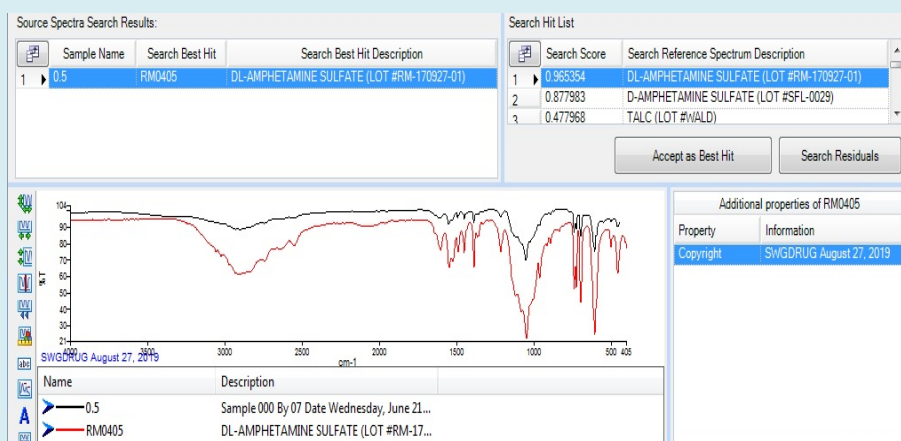 Source Spectra Search Results:
Sample Name Search Best Hit Search Best Hit Description
1 0.5 RM0405 DL-AMPHETAMINE SULFATE (LOT #RM-170927-01)
Search Hit List
Search Score Search Reference Spectrum Description
1 0.965354 DL-AMPHETAMINE SULFATE (LOT #RM-170927-01)
2 0.877983 D-AMPHETAMINE SULFATE (LOT #SFL-0029)
3 0.477968 TALC (LOT #WALD)
Accept as Best Hit Search Residuals
104
90
80
70
60
50
40
30
21
%T
4000 3500 3000 2500 2000 1500 1000 500 405
cm-1
SWGDRUG August 27, 2019
abc
A
Name Description
0.5 Sample 000 By 07 Date Wednesday, June 21...
RM0405 DL-AMPHETAMINE SULFATE (LOT #RM-17...
Additional properties of RM0405
Property Information
Copyright SWGDRUG August 27, 2019